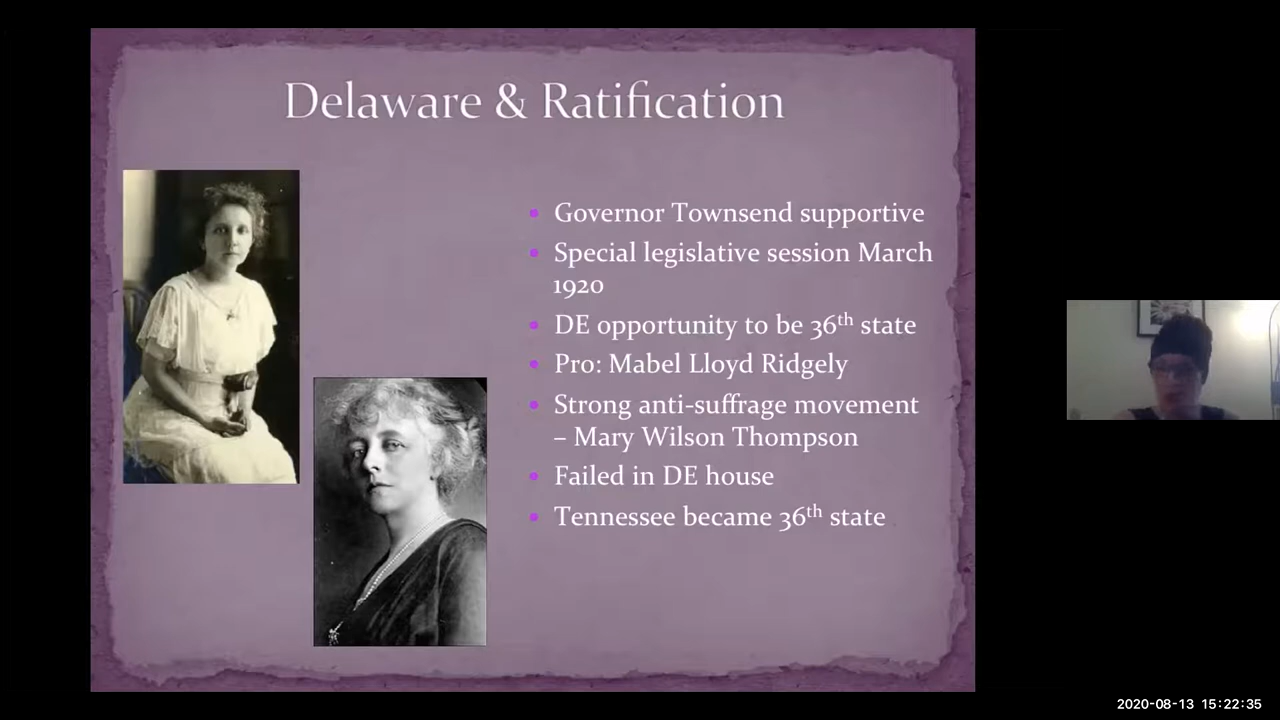 Delaware & Ratification
Governor Townsend supportive
Special legislative session March
1920
DE opportunity to be 36th state
Pro: Mabel Lloyd Ridgely
Strong anti-suffrage movement
– Mary Wilson Thompson
Failed in DE house
Tennessee became 36th state
2020-08-13 15:22:35